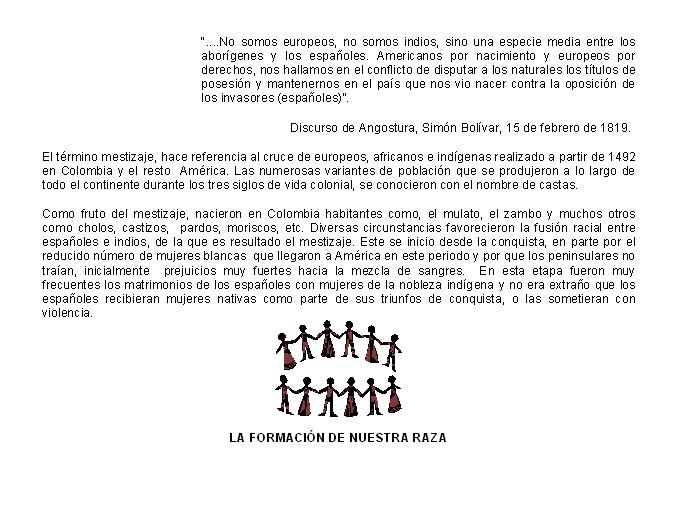 "....No somos europeos, no somos indios, sino una especie media entre los
aborígenes y los españoles. Americanos por nacimiento y europeos por
derechos, nos hallamos en el conflicto de disputar a los naturales los títulos de
posesión y mantenernos en el país que nos vio nacer contra la oposición de
los invasores (españoles)".
Discurso de Angostura, Simón Bolívar, 15 de febrero de 1819.
El término mestizaje, hace referencia al cruce de europeos, africanos e indígenas realizado a partir de 1492
en Colombia y el resto América. Las numerosas variantes de población que se produjeron a lo largo de
todo el continente durante los tres siglos de vida colonial, se conocieron con el nombre de castas.
Como fruto del mestizaje, nacieron en Colombia habitantes como, el mulato, el zambo y muchos otros
como cholos, castizos, pardos, moriscos, etc. Diversas circunstancias favorecieron la fusión racial entre
españoles e indios, de la que es resultado el mestizaje. Este se inicio desde la conquista, en parte por el
reducido número de mujeres blancas que llegaron a América en este periodo y por que los peninsulares no
traían, inicialmente prejuicios muy fuertes hacia la mezcla de sangres. En esta etapa fueron muy
frecuentes los matrimonios de los españoles con mujeres de la nobleza indígena y no era extraño que los
españoles recibieran mujeres nativas como parte de sus triunfos de conquista, o las sometieran con
violencia.
LA FORMACIÓN DE NUESTRA RAZA